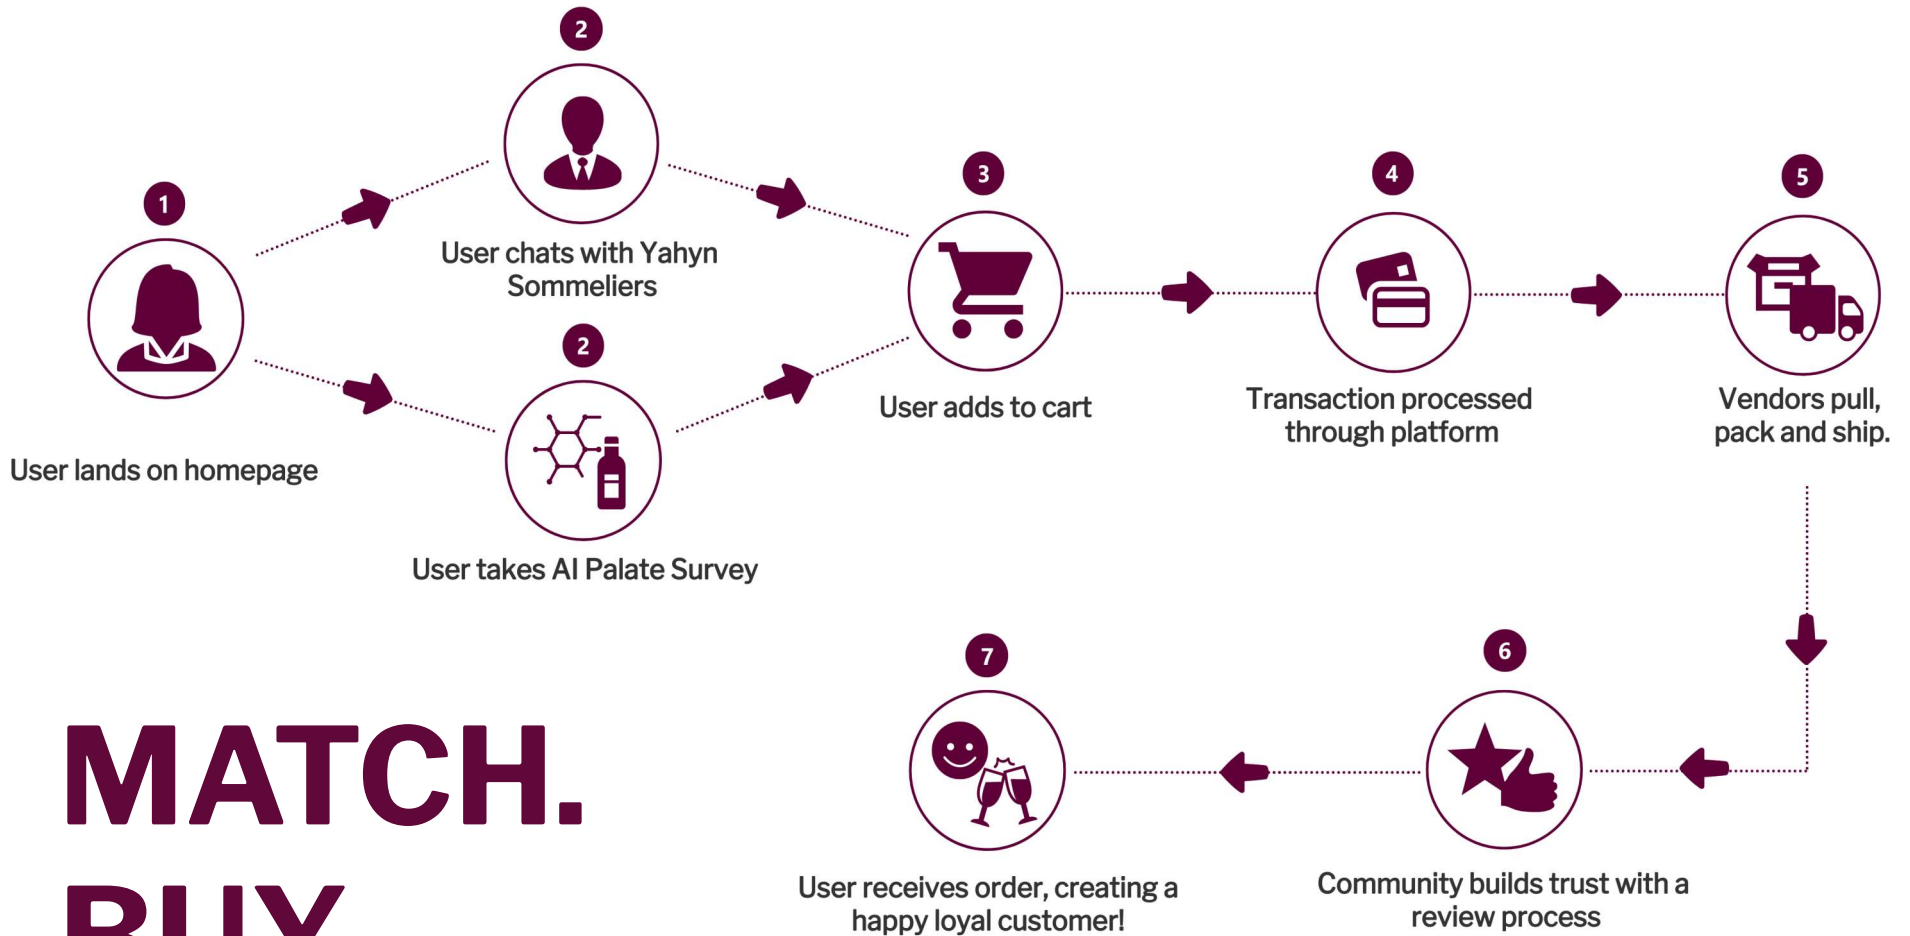 1
User lands on homepage
2
User chats with Yahyn
Sommeliers
2
User takes AI Palate Survey
3
User adds to cart
4
Transaction processed
through platform
5
Vendors pull,
pack and ship.
6
Community builds trust with a
review process
7
User receives order, creating a
happy loyal customer!
MATCH.
BUY